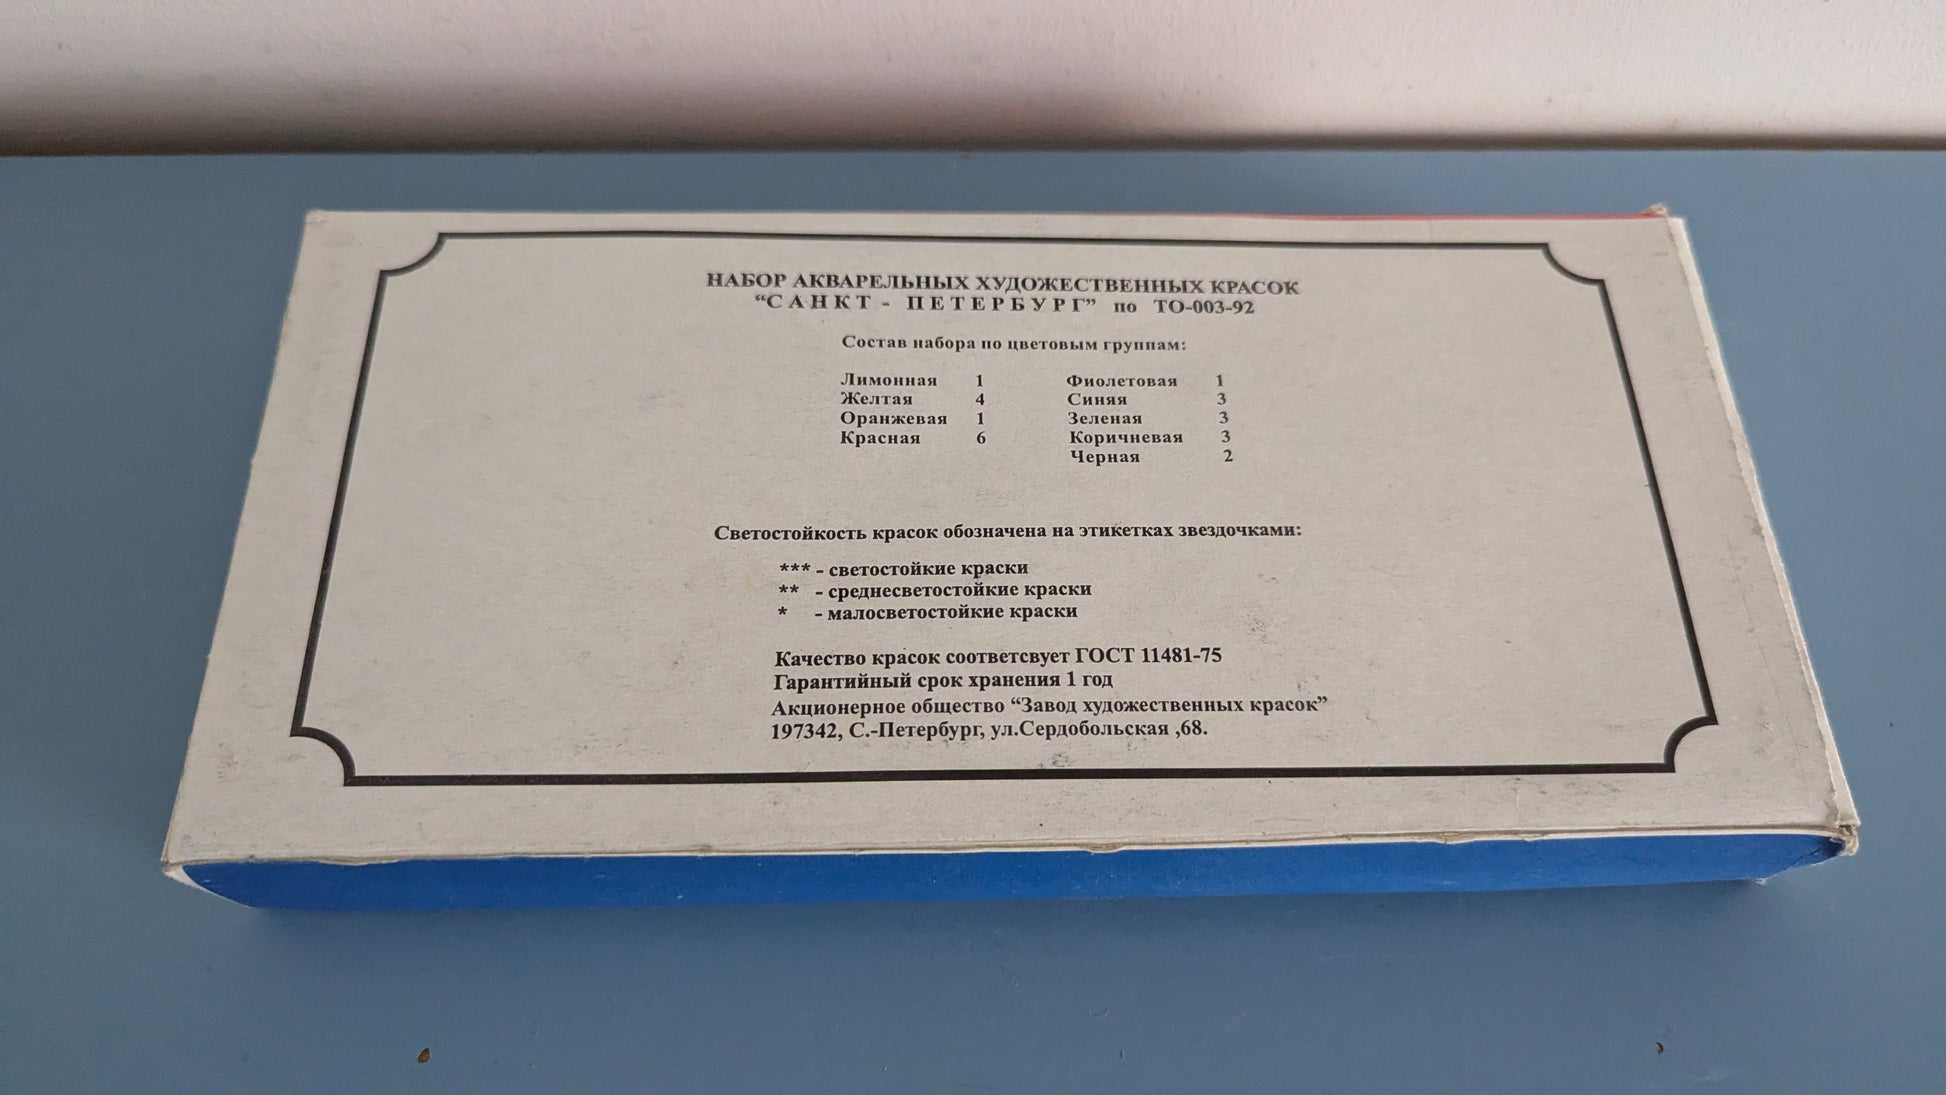 НАБОР АКВАРЕЛЬНЫХ ХУДОЖЕСТВЕННЫХ КРАСОК
“САНКТ - ПЕТЕРБУРГ” по ТО-003-92
Состав набора по цветовым группам:
Лимонная 1 Фиолетовая 1
Желтая 4 Синяя 3
Оранжевая 1 Зеленая 3
Красная 6 Коричневая 3
Черная 2
Светостойкость красок обозначена на этикетках звездочками:
*** - светостойкие краски
** - среднесветостойкие краски
* - малосветостойкие краски
Качество красок соответсвует ГОСТ 11481-75
Гарантийный срок хранения 1 год
Акционерное общество “Завод художественных красок”
197342, С.-Петербург, ул.Сердобольская ,68.